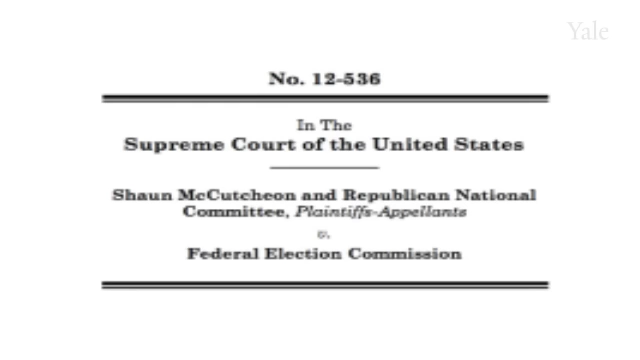 Yale
No. 12-536
In The
Supreme Court of the United States
Shaun McCutcheon and Republican National
Committee, Plaintiffs-Appellants
v.
Federal Election Commission